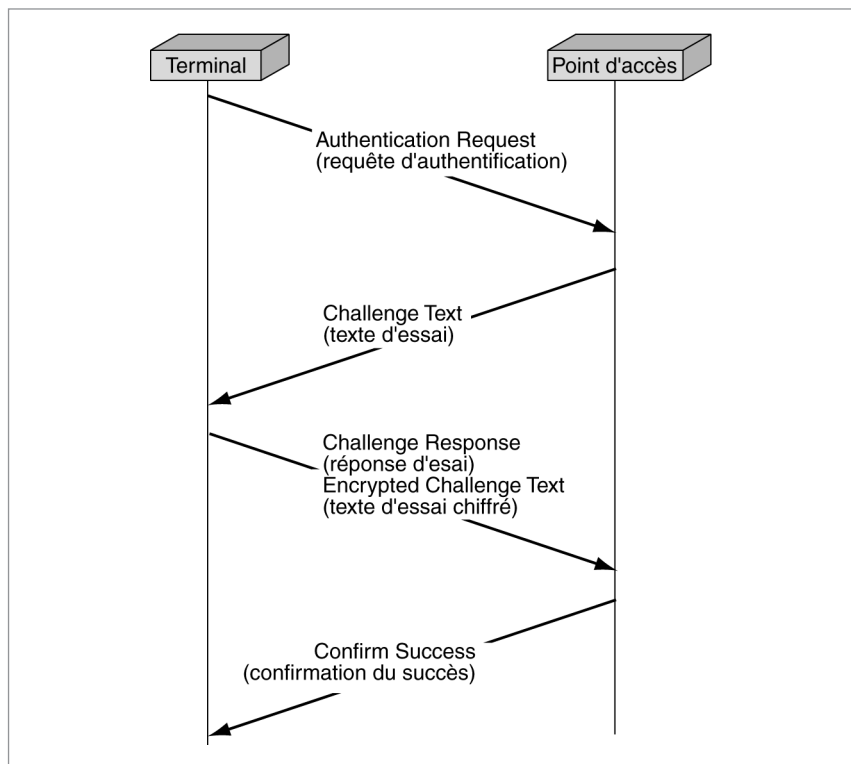 Terminal
Point d'accès
Authentication Request
(requête d'authentification)
Challenge Text
(texte d'essai)
Challenge Response
(réponse d'esai)
Encrypted Challenge Text
(texte d'essai chiffré)
Confirm Success
(confirmation du succès)